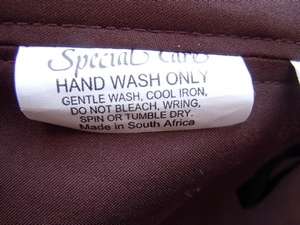 Special Care
HAND WASH ONLY
GENTLE WASH, COOL IRON,
DO NOT BLEACH, WRING,
SPIN OR TUMBLE DRY.
Made in South Africa